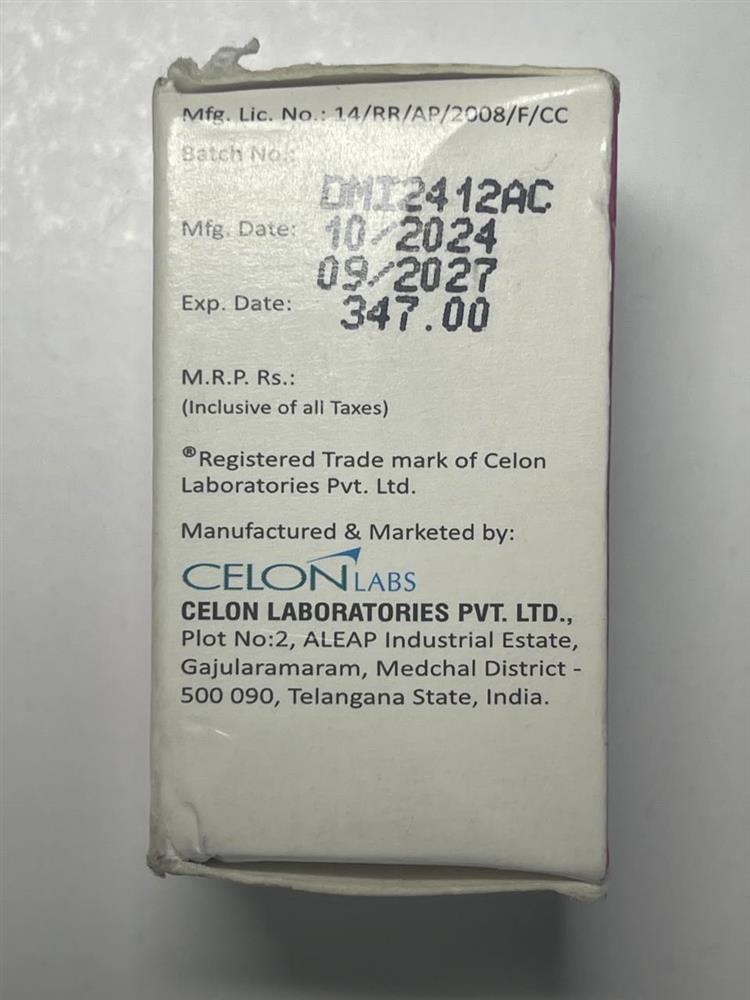 Mfg. Lic. No.: 14/RR/AP/2008/F/CC
Batch No.:
DMI2412AC
Mfg. Date: 10/2024
09/2027
Exp. Date: 347.00
M.R.P. Rs.:
(Inclusive of all Taxes)
®Registered Trade mark of Celon
Laboratories Pvt. Ltd.
Manufactured & Marketed by:
CELON LABS
CELON LABORATORIES PVT. LTD.,
Plot No:2, ALEAP Industrial Estate,
Gajularamaram, Medchal District -
500 090, Telangana State, India.